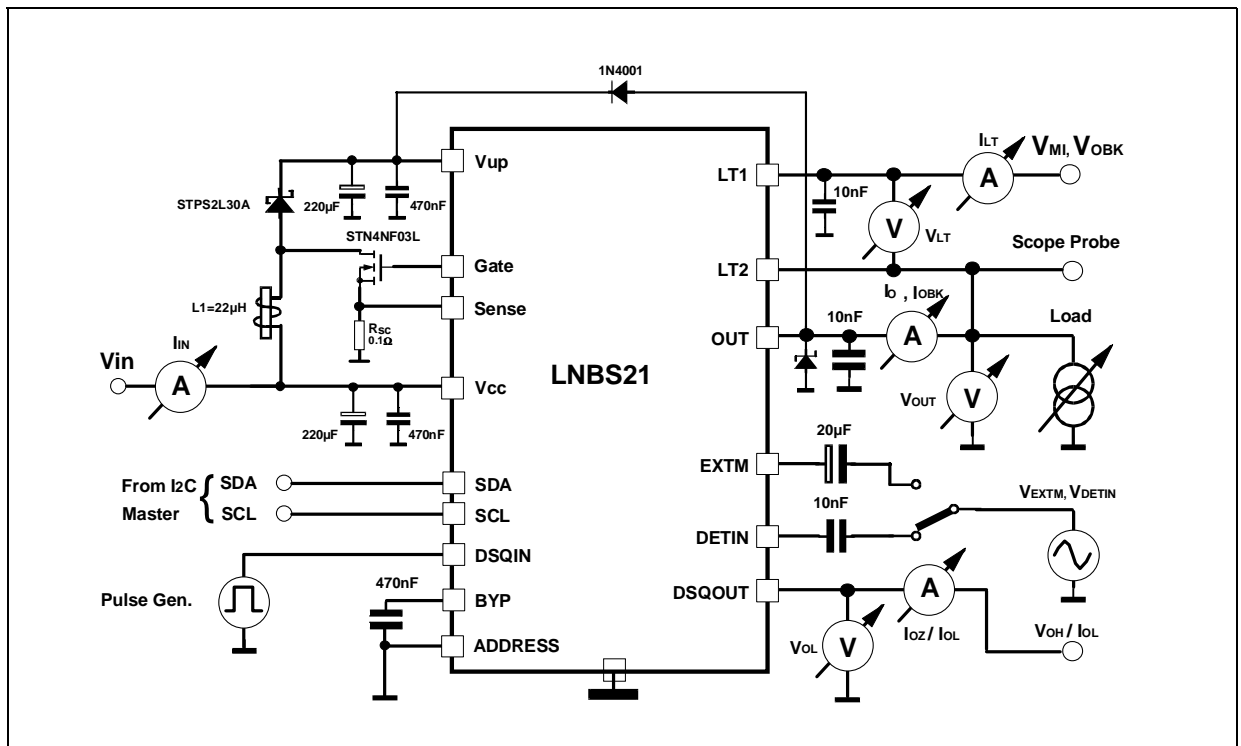 1N4001
Vup
STPS2L30A
220µF
470nF
STN4NF03L
Gate
Sense
L1=22µH
RSC
0.1Ω
IIN
Vin
A
Vcc
220µF
470nF
From I2C
Master
{
SDA
SCL
SDA
SCL
DSQIN
Pulse Gen.
470nF
BYP
ADDRESS
LNBS21
LT1
10nF
ILT
A
VMI, VOBK
V
VLT
LT2
Scope Probe
IO , IOBK
OUT
10nF
A
Load
VOUT
V
EXTM
20µF
10nF
DETIN
VEXTM, VDETIN
DSQOUT
A
IOZ / IOL
VOL
V
VOH / IOL